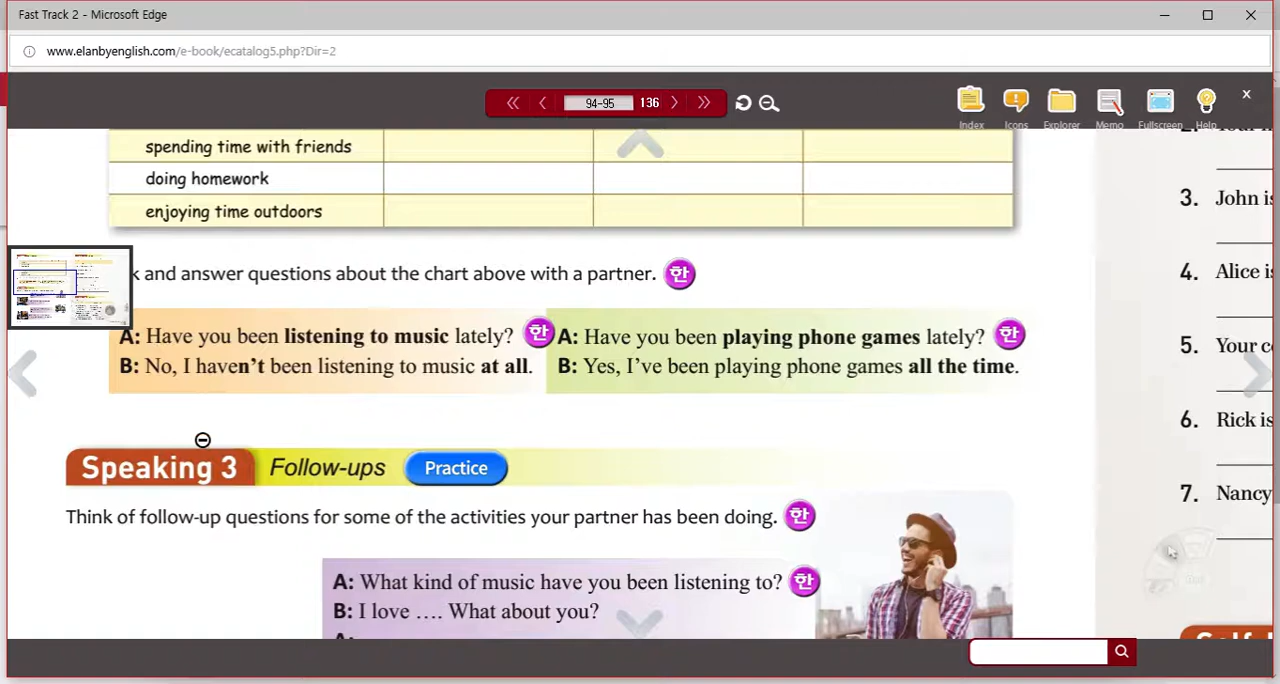 Fast Track 2 - Microsoft Edge
www.elanbyenglish.com/e-book/ecatalog5.php?Dir=2
94-95 136
Index Icons Explorer Memo Fullscreen Help
spending time with friends
doing homework
enjoying time outdoors
k and answer questions about the chart above with a partner. 한
A: Have you been listening to music lately? 한
B: No, I haven't been listening to music at all.
A: Have you been playing phone games lately? 한
B: Yes, I've been playing phone games all the time.
Speaking 3 Follow-ups Practice
Think of follow-up questions for some of the activities your partner has been doing. 한
A: What kind of music have you been listening to? 한
B: I love …. What about you?
3. John is
4. Alice is
5. Your c
6. Rick is
7. Nancy